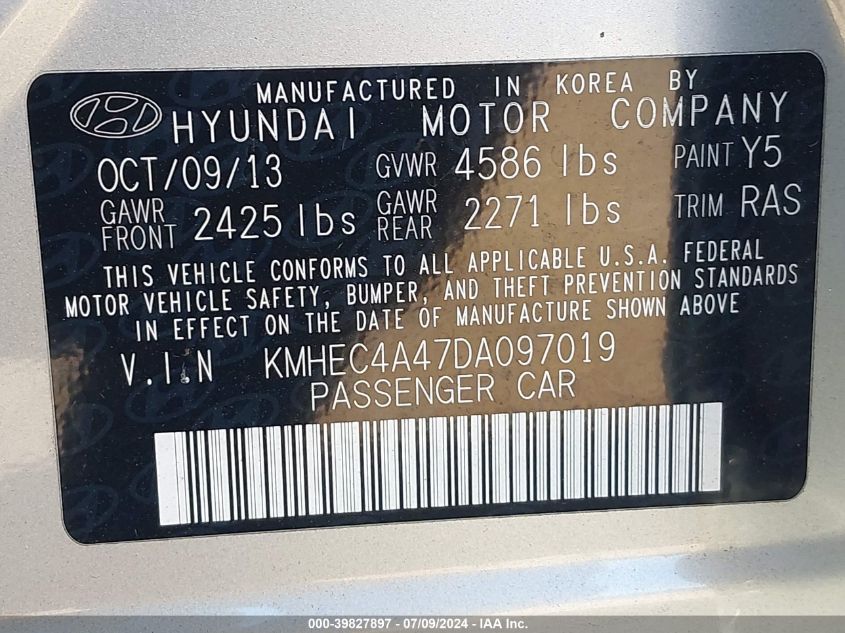 MANUFACTURED IN KOREA BY
HYUNDAI MOTOR COMPANY
OCT/09/13 GVWR 4586 lbs PAINT Y5
GAWR FRONT 2425 lbs GAWR REAR 2271 lbs TRIM RAS
THIS VEHICLE CONFORMS TO ALL APPLICABLE U.S.A. FEDERAL
MOTOR VEHICLE SAFETY, BUMPER, AND THEFT PREVENTION STANDARDS
IN EFFECT ON THE DATE OF MANUFACTURE SHOWN ABOVE
V.I.N KMHEC4A47DA097019
PASSENGER CAR
000-39827897 - 07/09/2024 - IAA Inc.